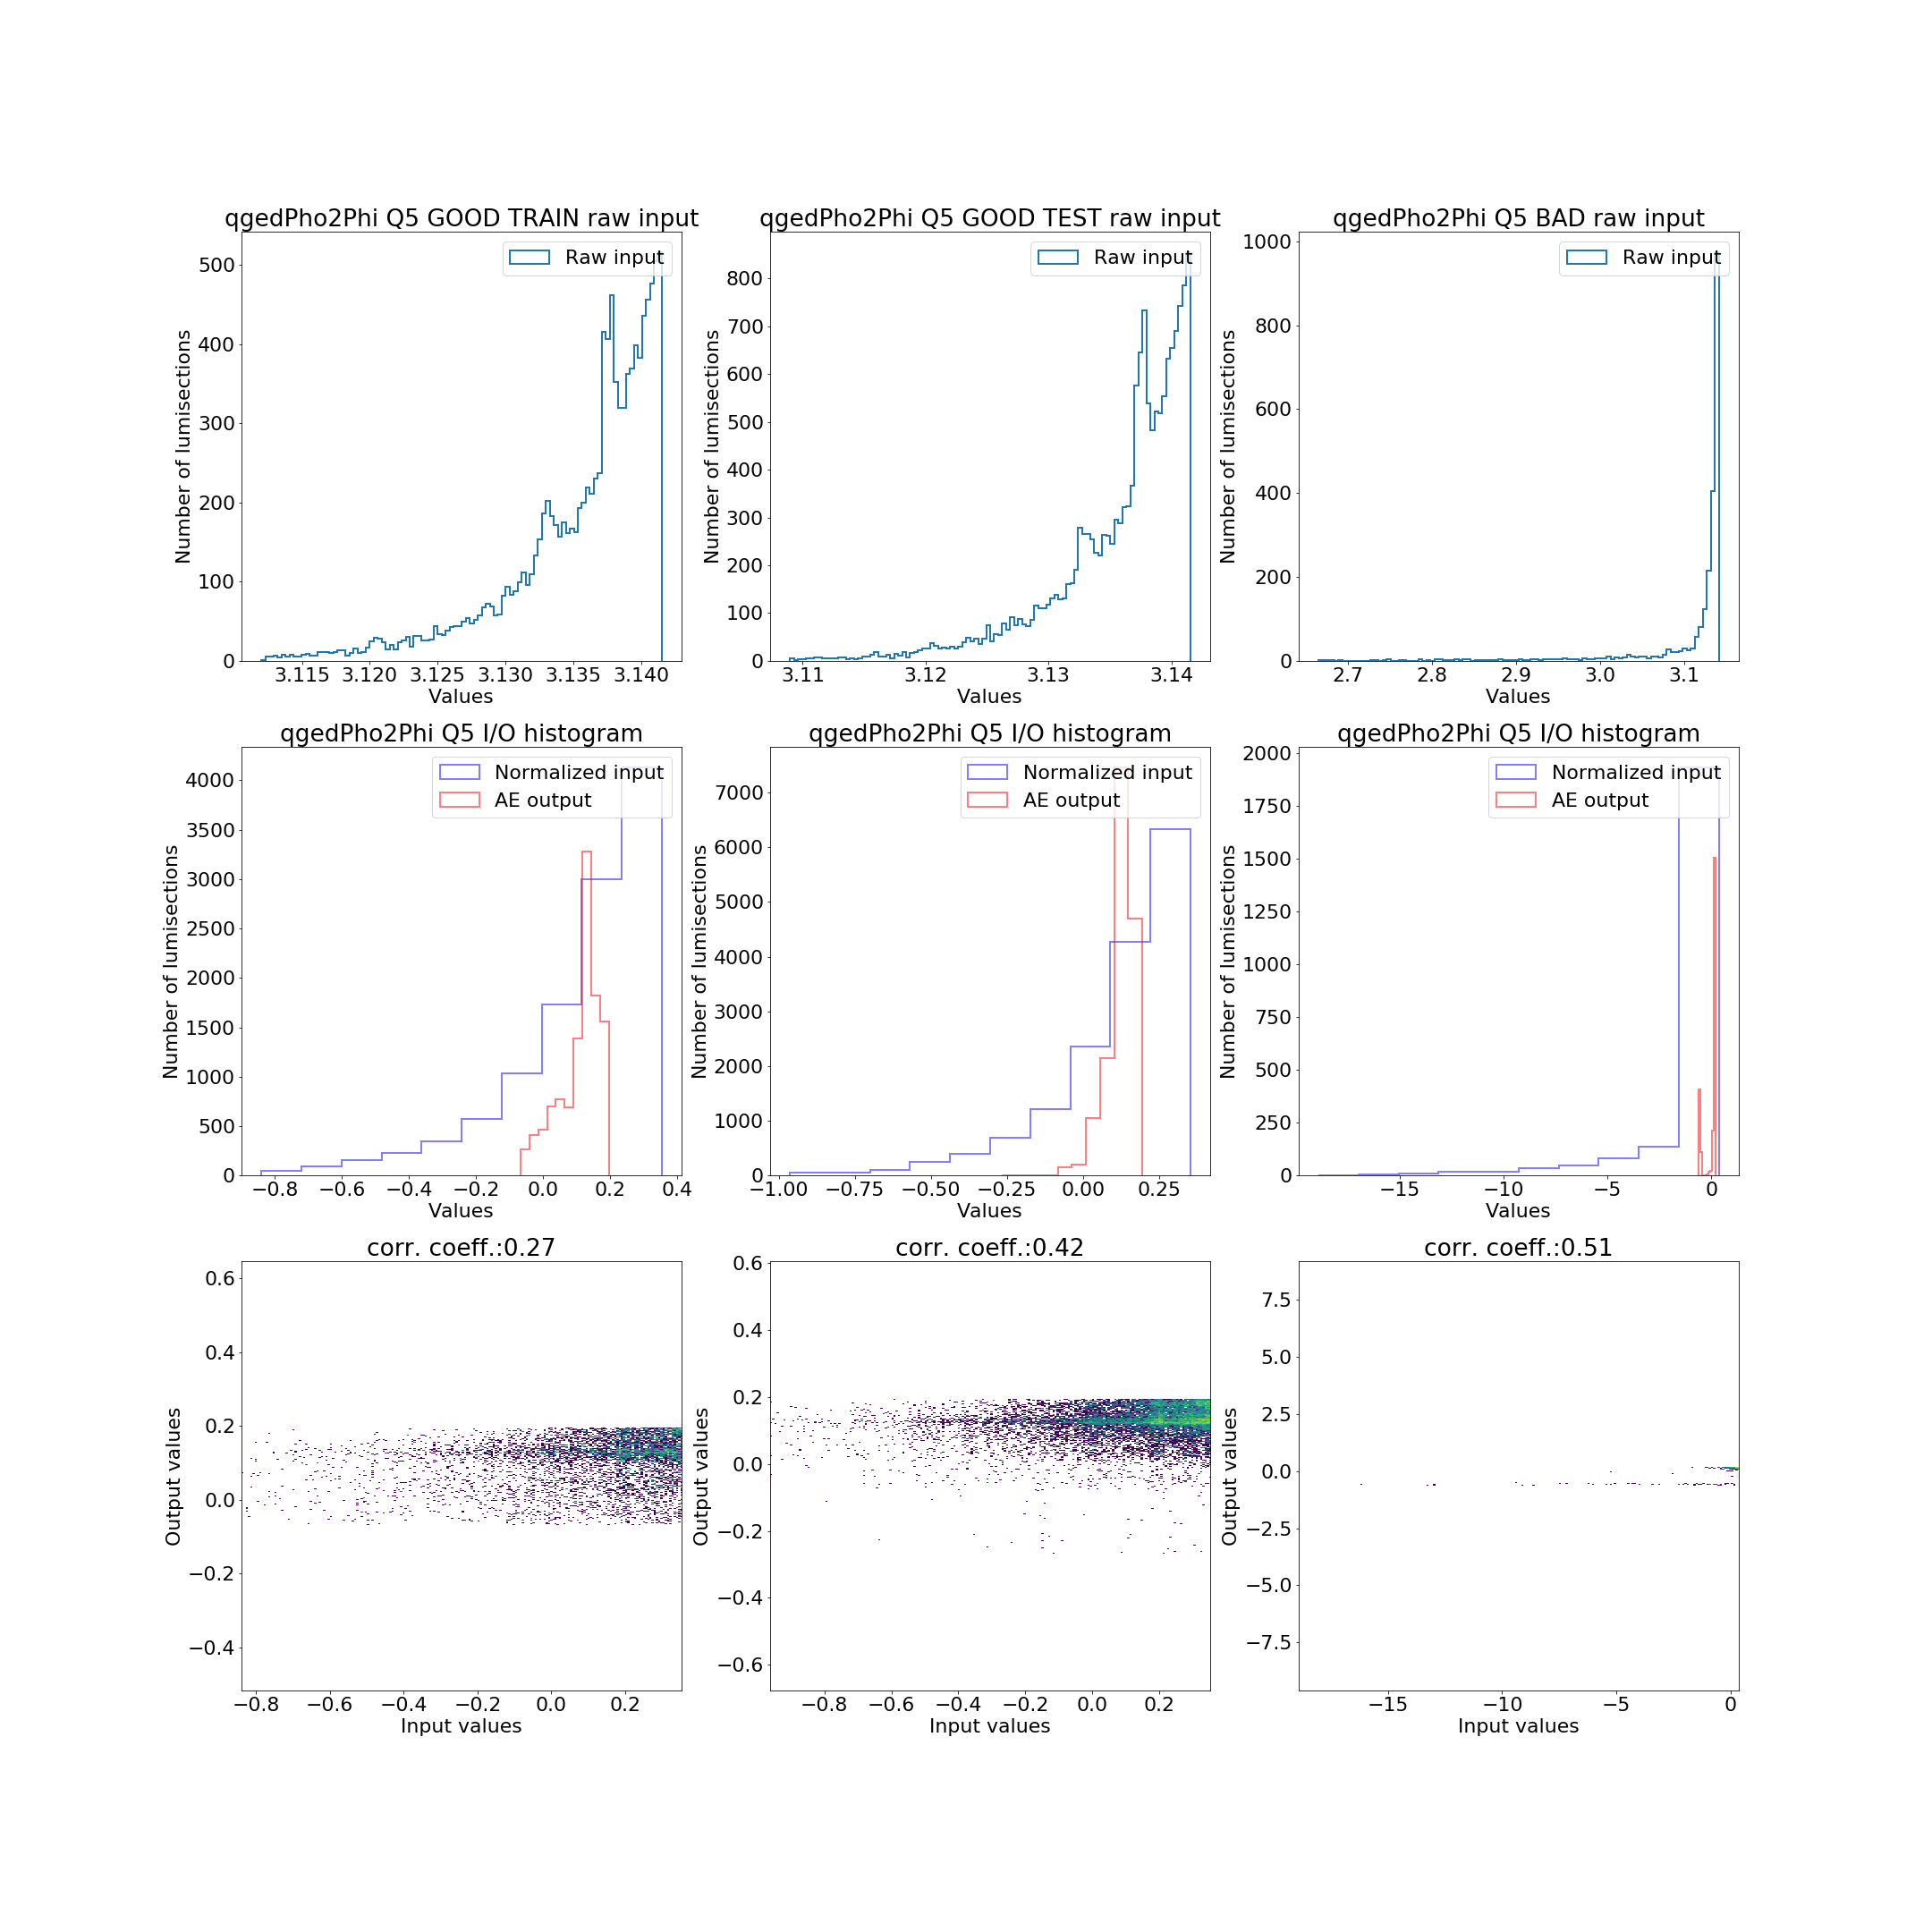 qgedPho2Phi Q5 GOOD TRAIN raw input
Raw input
Number of lumisections
0
100
200
300
400
500
3.115 3.120 3.125 3.130 3.135 3.140
Values
qgedPho2Phi Q5 GOOD TEST raw input
Raw input
Number of lumisections
0
100
200
300
400
500
600
700
800
3.11 3.12 3.13 3.14
Values
qgedPho2Phi Q5 BAD raw input
Raw input
Number of lumisections
0
200
400
600
800
1000
2.7 2.8 2.9 3.0 3.1
Values
qgedPho2Phi Q5 I/O histogram
Normalized input
AE output
Number of lumisections
0
500
1000
1500
2000
2500
3000
3500
4000
−0.8 −0.6 −0.4 −0.2 0.0 0.2 0.4
Values
qgedPho2Phi Q5 I/O histogram
Normalized input
AE output
Number of lumisections
0
1000
2000
3000
4000
5000
6000
7000
−1.00 −0.75 −0.50 −0.25 0.00 0.25
Values
qgedPho2Phi Q5 I/O histogram
Normalized input
AE output
Number of lumisections
0
250
500
750
1000
1250
1500
1750
2000
−15 −10 −5 0
Values
corr. coeff.:0.27
Output values
0.6
0.4
0.2
0.0
−0.2
−0.4
−0.8 −0.6 −0.4 −0.2 0.0 0.2
Input values
corr. coeff.:0.42
Output values
0.6
0.4
0.2
0.0
−0.2
−0.4
−0.6
−0.8 −0.6 −0.4 −0.2 0.0 0.2
Input values
corr. coeff.:0.51
Output values
7.5
5.0
2.5
0.0
−2.5
−5.0
−7.5
−15 −10 −5 0
Input values